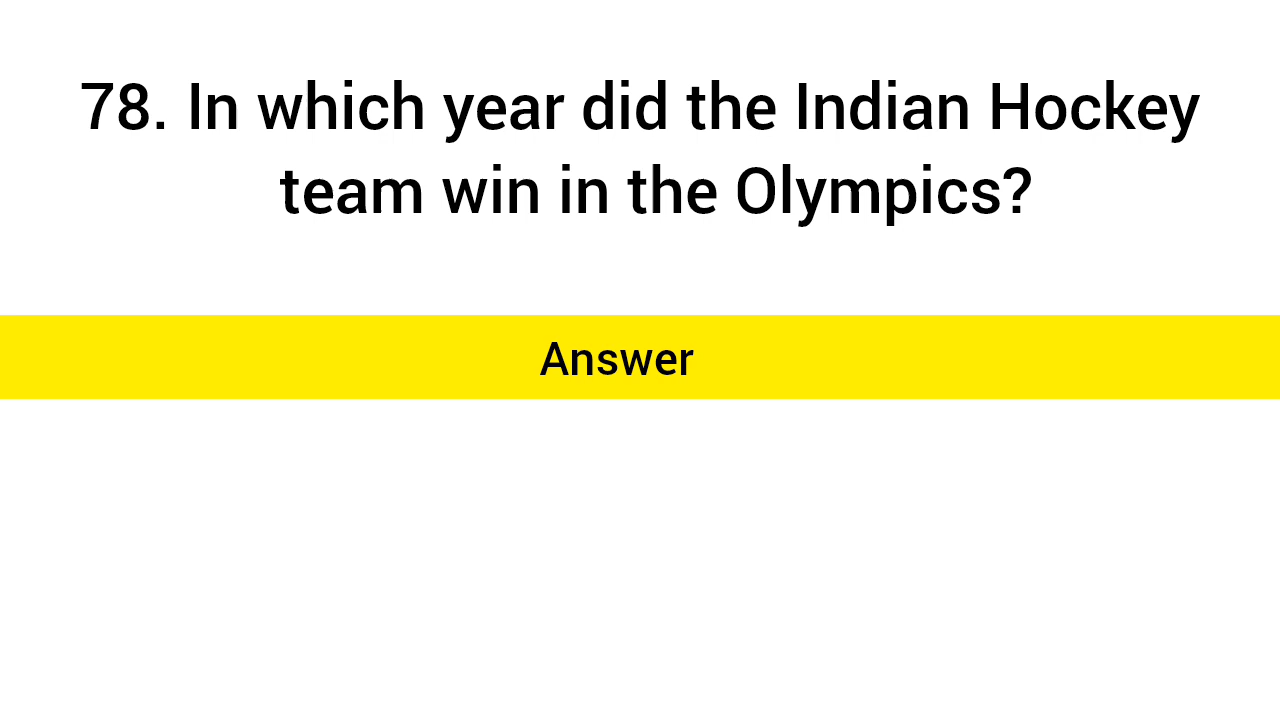 78. In which year did the Indian Hockey
team win in the Olympics?
Answer